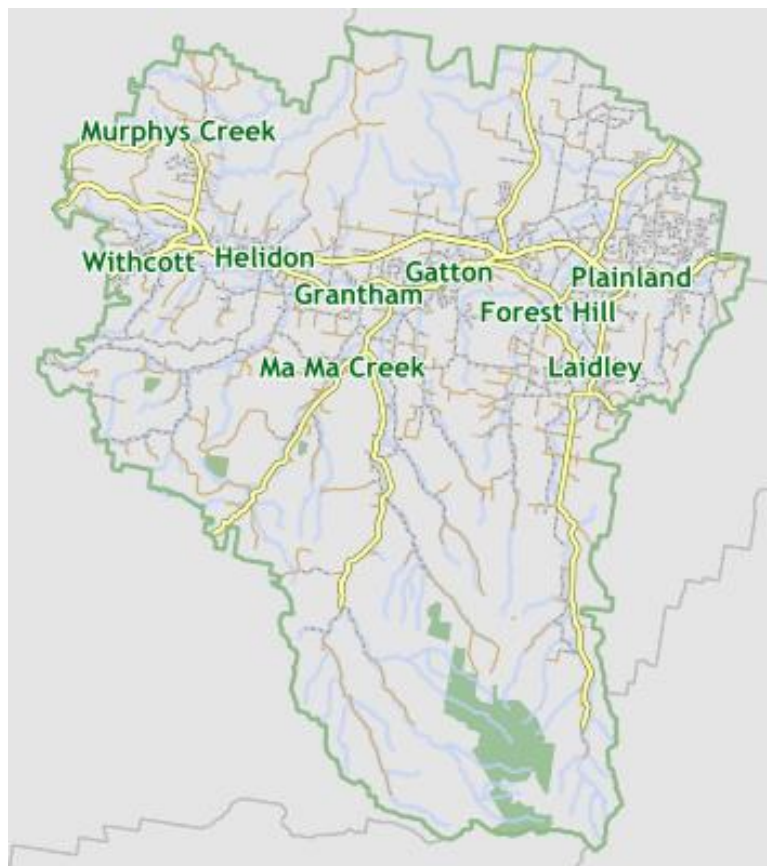 Murphys Creek
Withcott
Helidon
Gatton
Plainland
Grantham
Forest Hill
Ma Ma Creek
Laidley